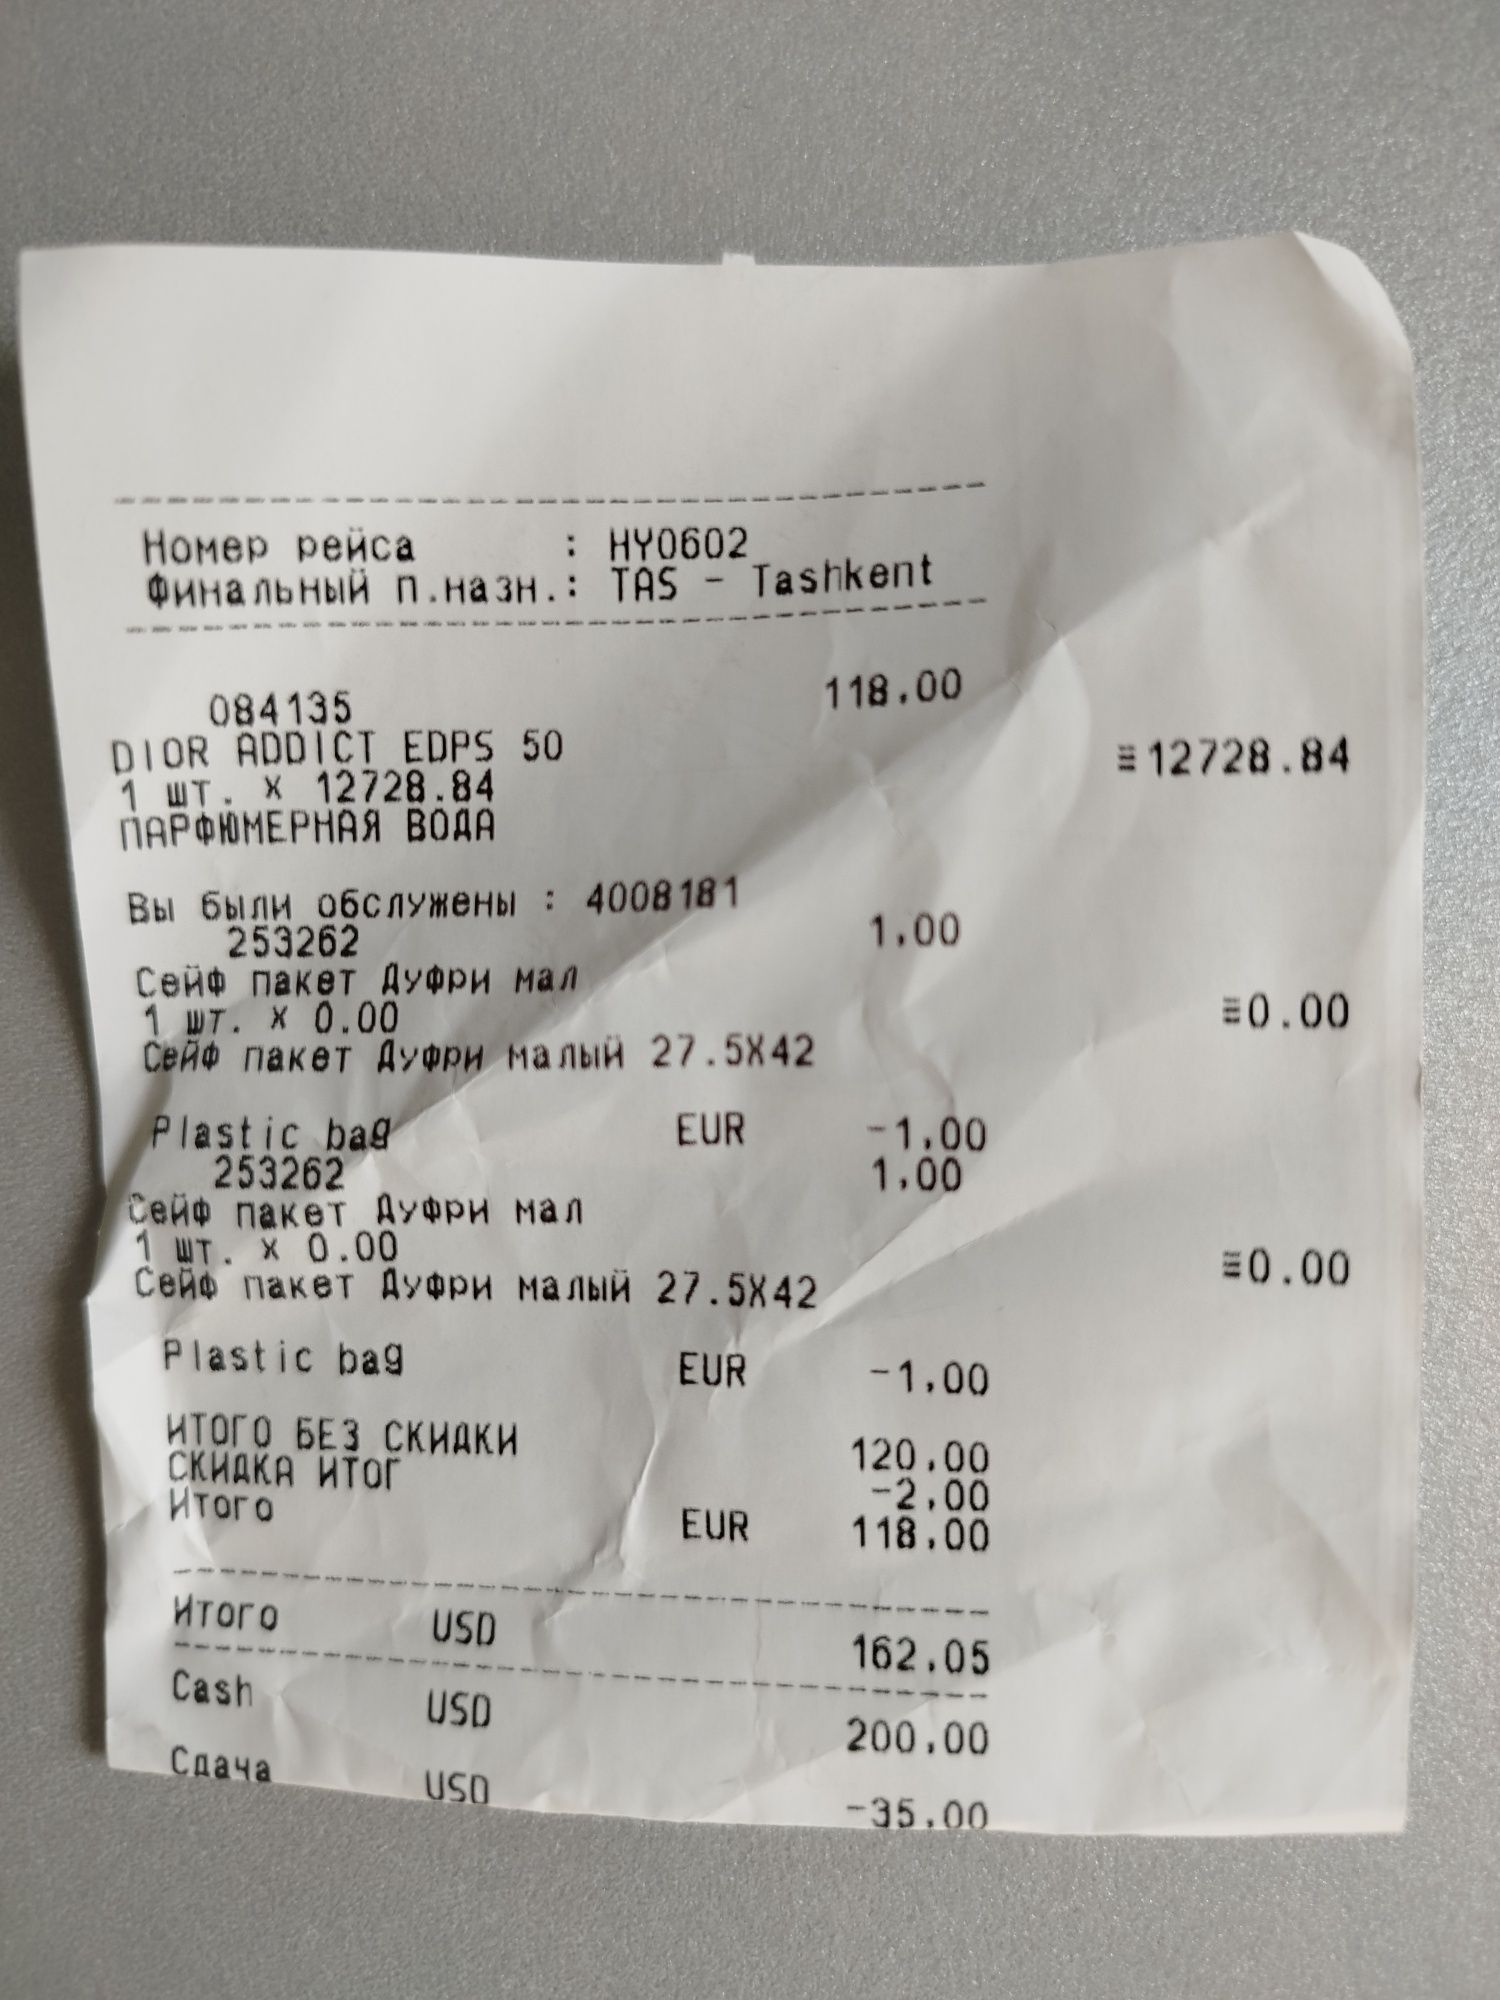 Номер рейса : HY0602
Финальный п.назн.: TAS - Tashkent
084135 118.00
DIOR ADDICT EDPS 50
1 шт. x 12728.84 ≡12728.84
ПАРФЮМЕРНАЯ ВОДА
Вы были обслужены : 4008181
253262 1.00
Сейф пакет Дуфри мал
1 шт. x 0.00 ≡0.00
Сейф пакет Дуфри малый 27.5X42
Plastic bag EUR -1.00
253262 1.00
Сейф пакет Дуфри мал
1 шт. x 0.00 ≡0.00
Сейф пакет Дуфри малый 27.5X42
Plastic bag EUR -1.00
ИТОГО БЕЗ СКИДКИ 120.00
СКИДКА ИТОГ -2.00
Итого EUR 118.00
Итого USD 162.05
Cash USD 200.00
Сдача USD -35.00